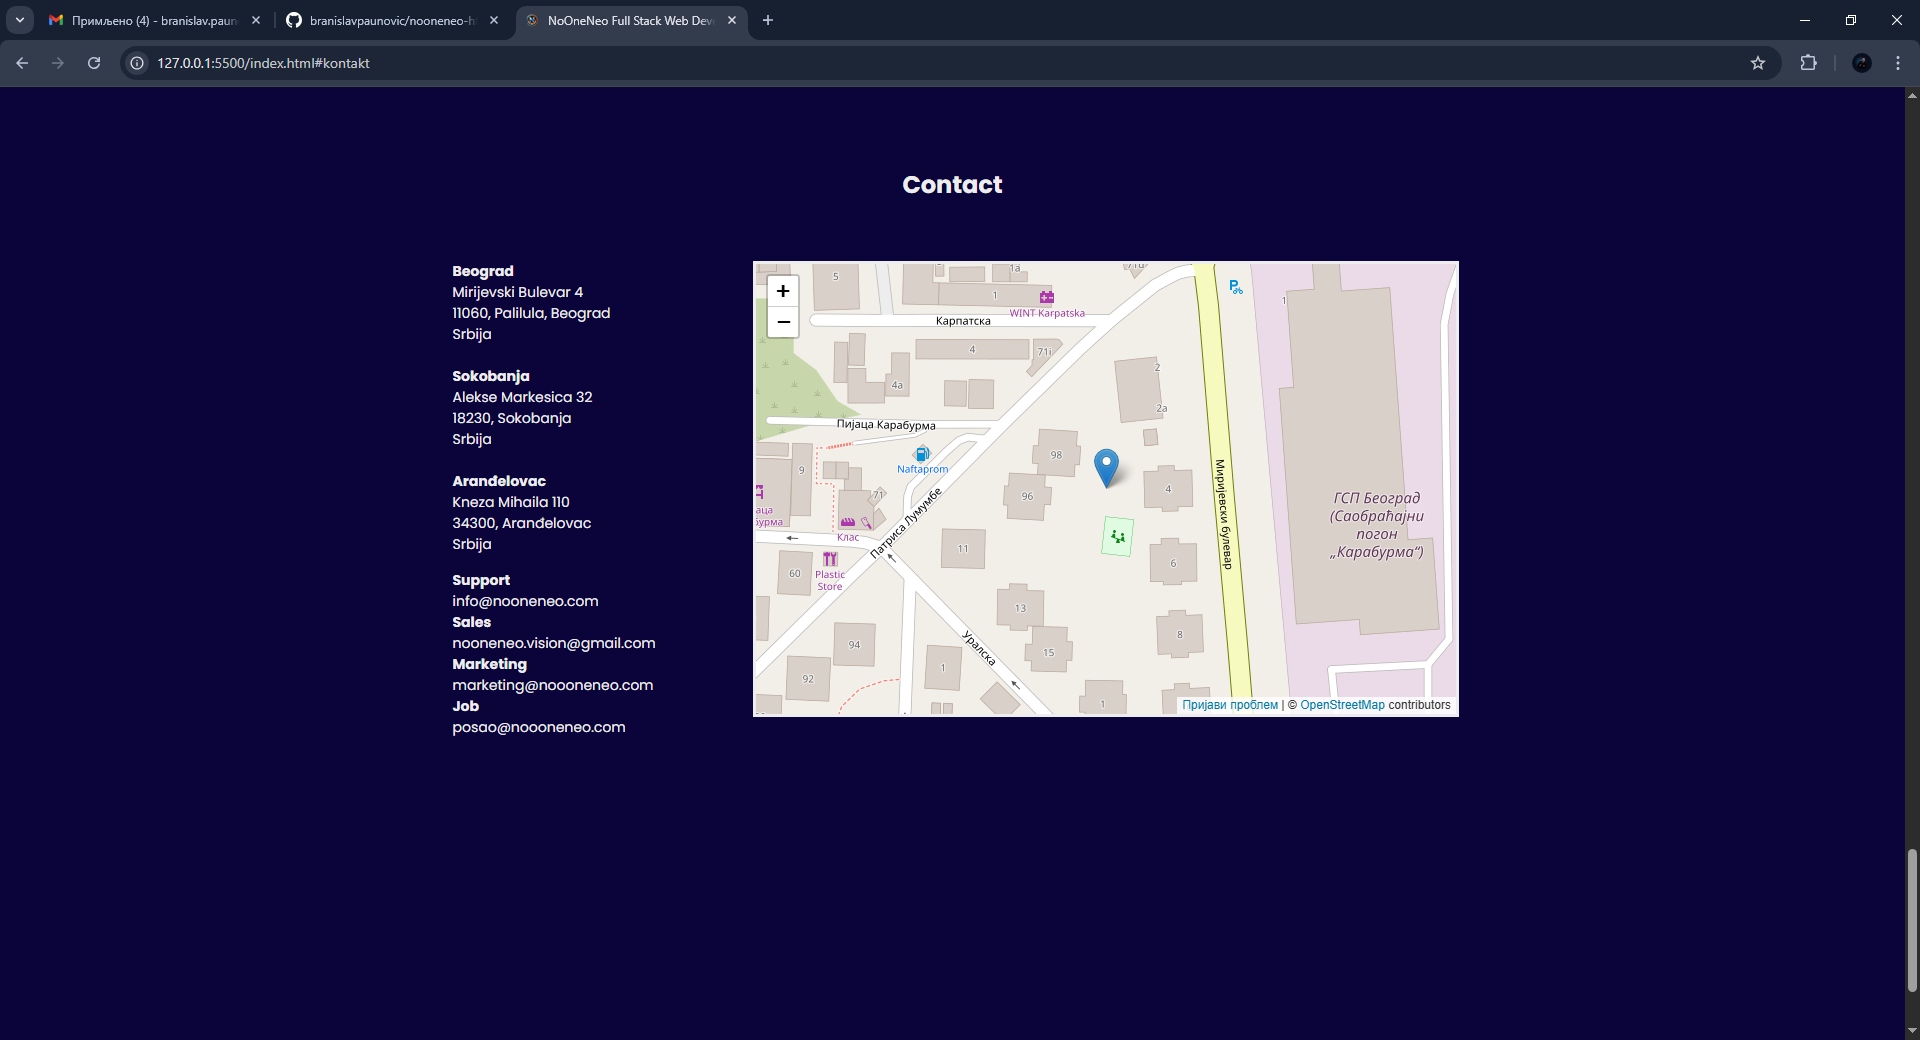 Примљено (4) - branislav.paun
branislavpaunovic/nooneneo-h
NoOneNeo Full Stack Web Deve
127.0.0.1:5500/index.html#kontakt
Contact
Beograd
Mirijevski Bulevar 4
11060, Palilula, Beograd
Srbija
Sokobanja
Alekse Markesica 32
18230, Sokobanja
Srbija
Aranđelovac
Kneza Mihaila 110
34300, Aranđelovac
Srbija
Support
info@nooneneo.com
Sales
nooneneo.vision@gmail.com
Marketing
marketing@noooneneo.com
Job
posao@noooneneo.com
+
−
5
1a
1
WINT Karpatska
Карпатска
4
71i
4a
2
2a
Пијаца Карабурма
Naftaprom
9
98
96
4
71
аца
бурма
Клас
Патриса Лумумбе
Миријевски булевар
1
ГСП Београд
(Саобраћајни
погон
„Карабурма“)
11
60
Plastic
Store
6
13
15
8
94
92
1
Уралска
1
Пријави проблем | © OpenStreetMap contributors